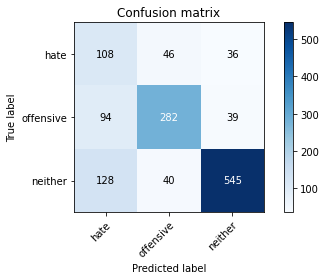 Confusion matrix
hate 108 46 36
offensive 94 282 39
neither 128 40 545
hate offensive neither
True label
Predicted label
500
400
300
200
100